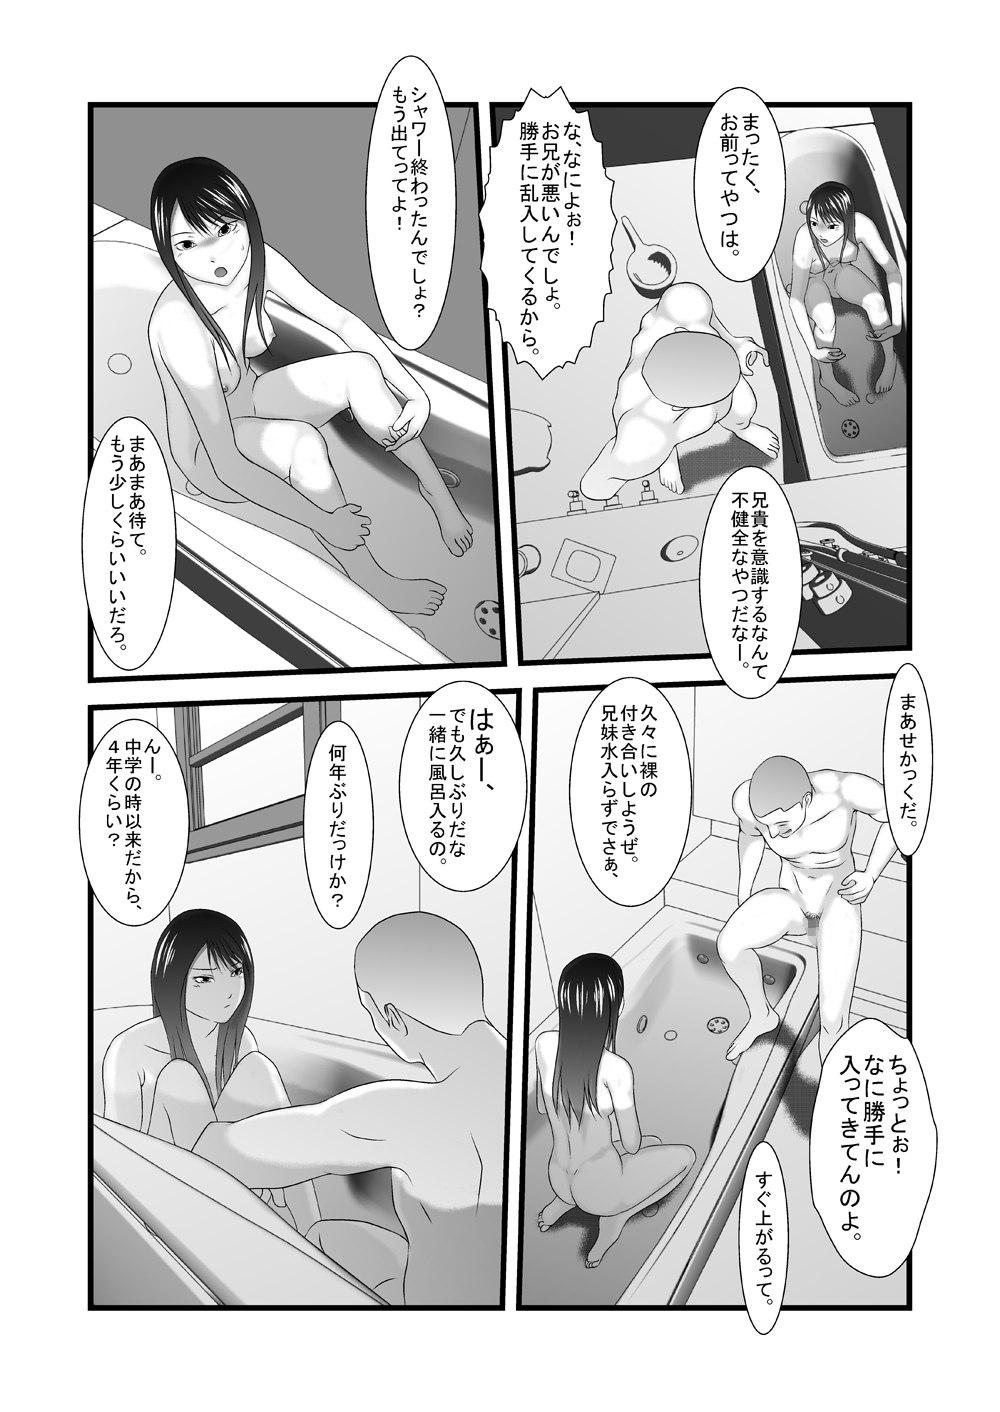 まったく、
お前ってやつは。
な、なによぉ！
お兄が悪いんでしょ。
勝手に乱入してくるから。
兄貴を意識するなんて
不健全なやつだなー。
シャワー終わったんでしょ？
もう出てってよ！
まあまあ待て。
もう少しくらいいいだろ。
まあせかっくだ。
久々に裸の
付き合いしようぜ。
兄妹水入らずでさぁ、
ちょっとぉ！
なに勝手に
入ってきてんのよ。
すぐ上がるって。
はぁー、
でも久しぶりだな
一緒に風呂入るの。
何年ぶりだっけか？
んー。
中学の時以来だから、
４年くらい？